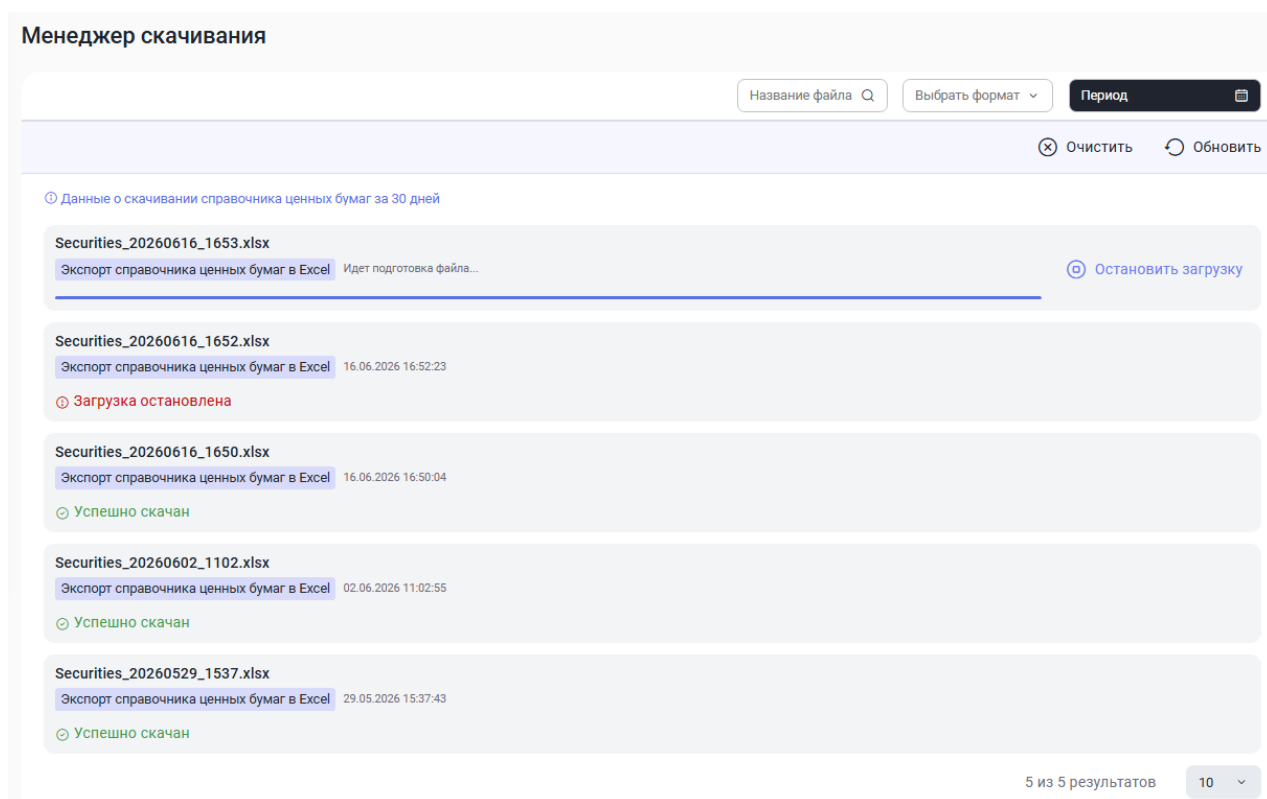 Менеджер скачивания
Название файла Выбрать формат Период
Очистить Обновить
Данные о скачивании справочника ценных бумаг за 30 дней
Securities_20260616_1653.xlsx
Экспорт справочника ценных бумаг в Excel Идет подготовка файла... Остановить загрузку
Securities_20260616_1652.xlsx
Экспорт справочника ценных бумаг в Excel 16.06.2026 16:52:23
Загрузка остановлена
Securities_20260616_1650.xlsx
Экспорт справочника ценных бумаг в Excel 16.06.2026 16:50:04
Успешно скачан
Securities_20260602_1102.xlsx
Экспорт справочника ценных бумаг в Excel 02.06.2026 11:02:55
Успешно скачан
Securities_20260529_1537.xlsx
Экспорт справочника ценных бумаг в Excel 29.05.2026 15:37:43
Успешно скачан
5 из 5 результатов 10